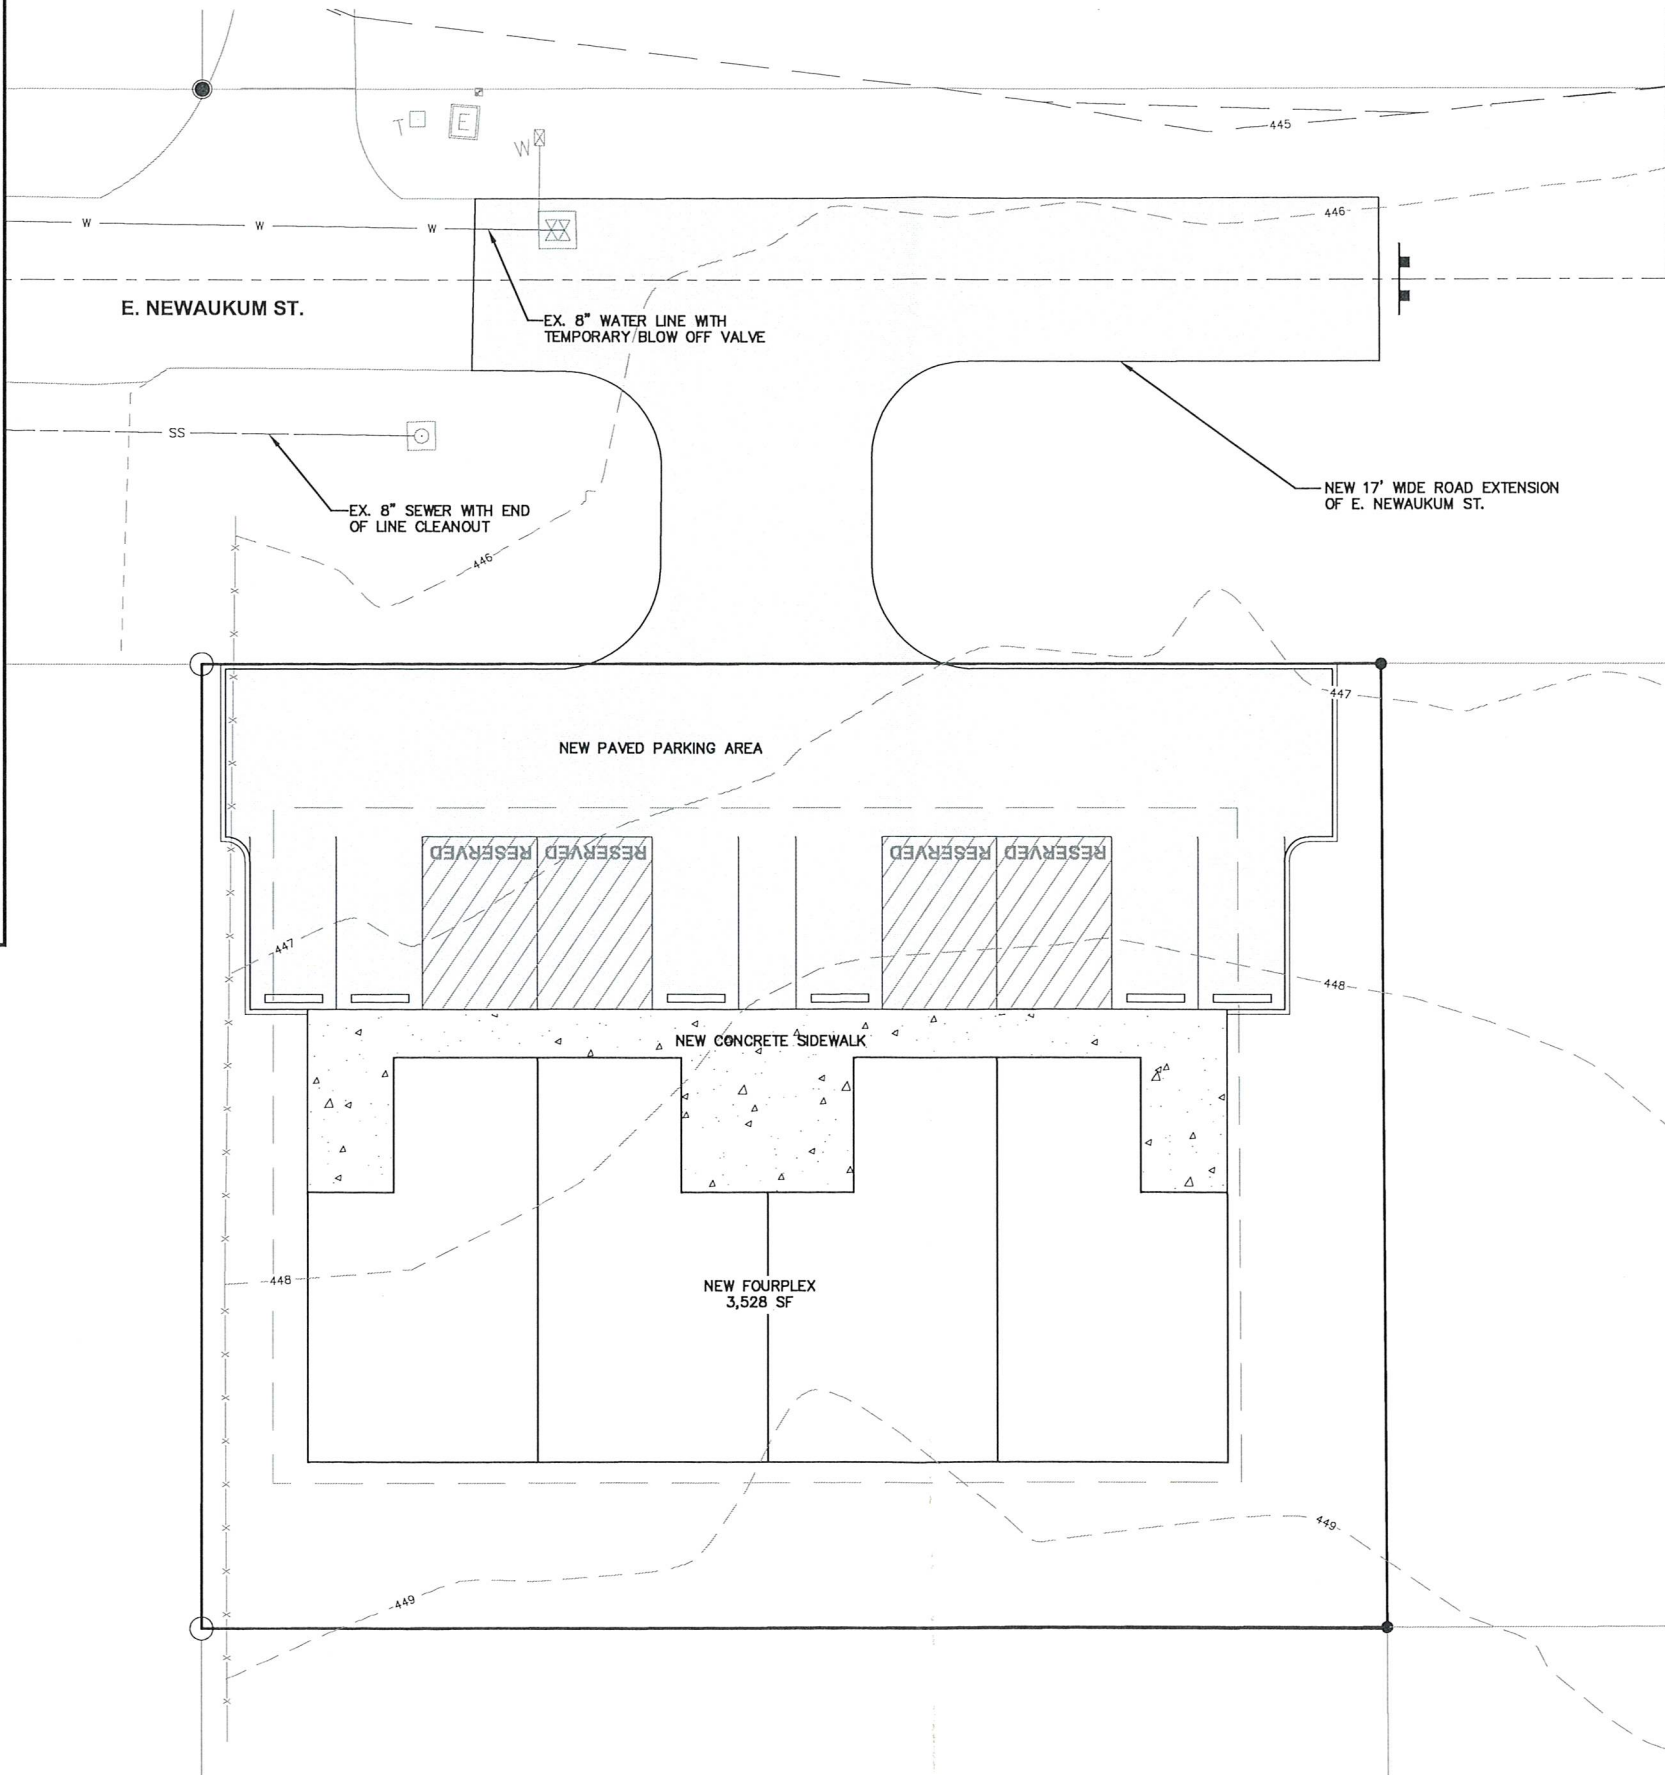 445
T
E
W
446
W
W
W
E. NEWAUKUM ST.
EX. 8" WATER LINE WITH
TEMPORARY BLOW OFF VALVE
SS
NEW 17' WIDE ROAD EXTENSION
OF E. NEWAUKUM ST.
EX. 8" SEWER WITH END
OF LINE CLEANOUT
446
447
NEW PAVED PARKING AREA
RESERVED
RESERVED
RESERVED
RESERVED
447
448
NEW CONCRETE SIDEWALK
448
NEW FOURPLEX
3,528 SF
449
449